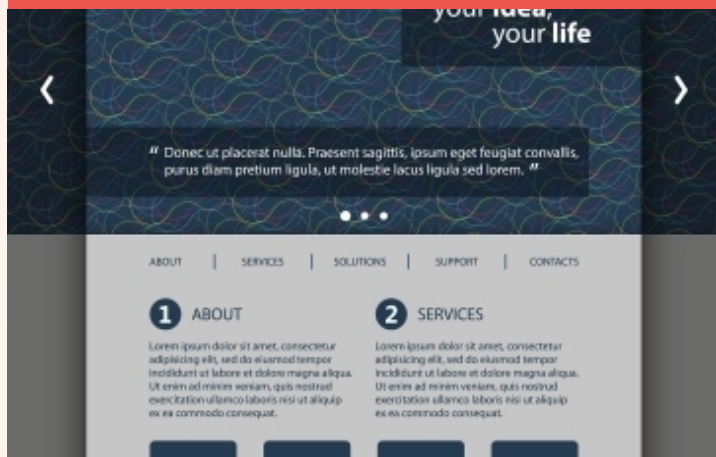 your idea,
your life
“ Donec ut placerat nulla. Praesent sagittis, ipsum eget feugiat convallis,
purus diam pretium ligula, ut molestie lacus ligula sed lorem. ”
ABOUT | SERVICES | SOLUTIONS | SUPPORT | CONTACTS
1 ABOUT
Lorem ipsum dolor sit amet, consectetur
adipisicing elit, sed do eiusmod tempor
incididunt ut labore et dolore magna aliqua.
Ut enim ad minim veniam, quis nostrud
exercitation ullamco laboris nisi ut aliquip
ex ea commodo consequat.
2 SERVICES
Lorem ipsum dolor sit amet, consectetur
adipisicing elit, sed do eiusmod tempor
incididunt ut labore et dolore magna aliqua.
Ut enim ad minim veniam, quis nostrud
exercitation ullamco laboris nisi ut aliquip
ex ea commodo consequat.